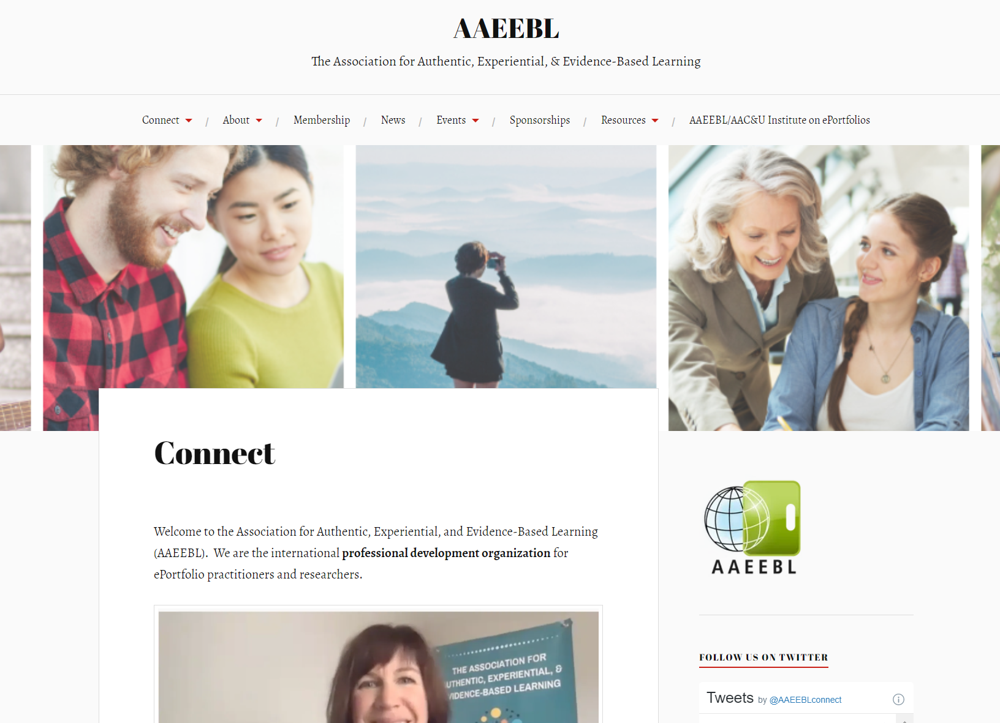 AAEEBL
The Association for Authentic, Experiential, & Evidence-Based Learning
Connect / About / Membership / News / Events / Sponsorships / Resources / AAEEBL/AAC&U Institute on ePortfolios
Connect
Welcome to the Association for Authentic, Experiential, and Evidence-Based Learning
(AAEEBL). We are the international professional development organization for
ePortfolio practitioners and researchers.
THE ASSOCIATION FOR
UTHENTIC, EXPERIENTIAL, &
VIDENCE-BASED LEARNING
AAEEBL
FOLLOW US ON TWITTER
Tweets by @AAEEBLconnect